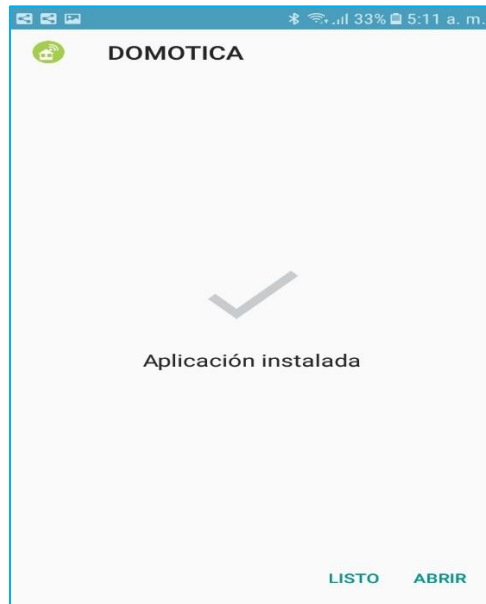 33% 5:11 a. m.
DOMOTICA
Aplicación instalada
LISTO ABRIR